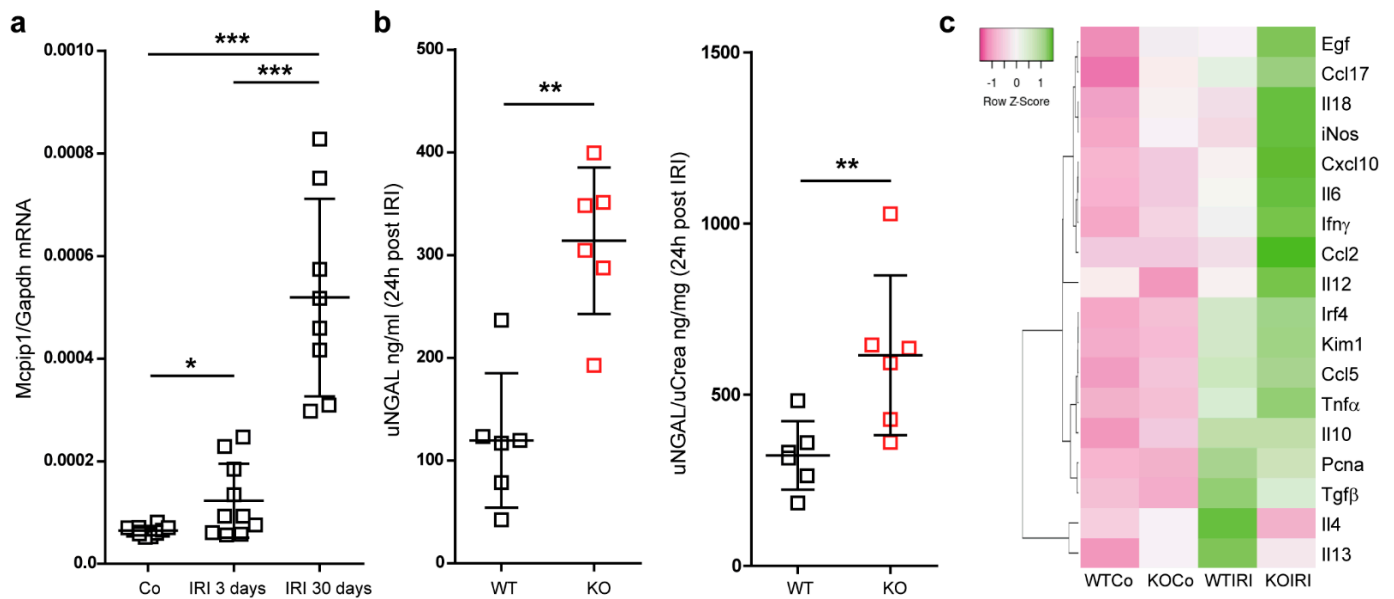 a
Mcpip1/Gapdh mRNA
0.0010
0.0008
0.0006
0.0004
0.0002
0.0
***
***
*
Co
IRI 3 days
IRI 30 days
b
uNGAL ng/ml (24h post IRI)
500
400
300
200
100
0
**
WT
KO
uNGAL/uCrea ng/mg (24h post IRI)
1500
1000
500
0
**
WT
KO
c
-1 0 1
Row Z-Score
Egf
Ccl17
Il18
iNos
Cxcl10
Il6
Ifnγ
Ccl2
Il12
Irf4
Kim1
Ccl5
Tnfα
Il10
Pcna
Tgfβ
Il4
Il13
WTCo KOCo WTIRI KOIRI